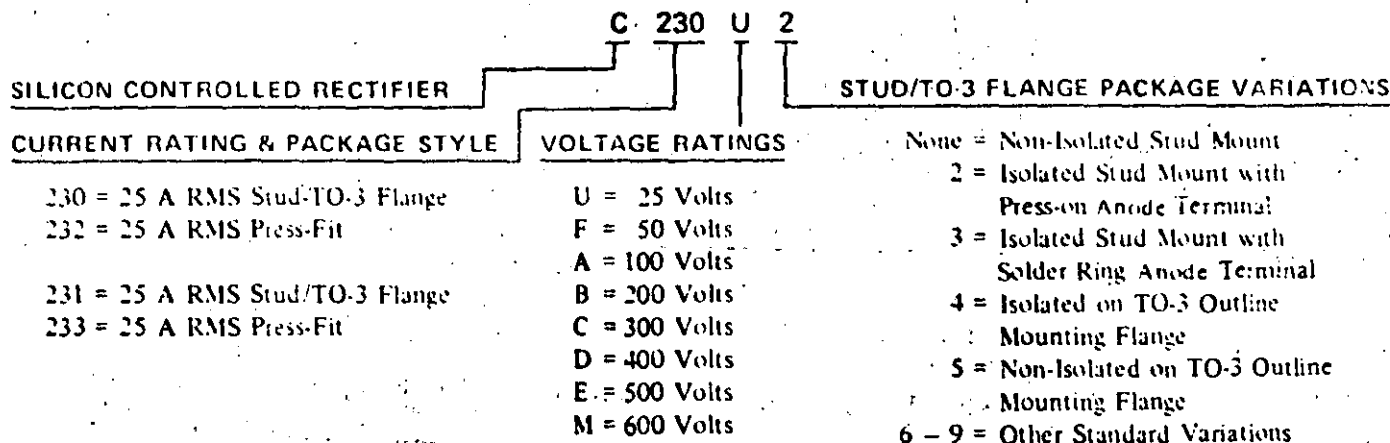 C 230 U 2
SILICON CONTROLLED RECTIFIER
CURRENT RATING & PACKAGE STYLE
230 = 25 A RMS Stud-TO-3 Flange
232 = 25 A RMS Press-Fit
231 = 25 A RMS Stud/TO-3 Flange
233 = 25 A RMS Press-Fit
VOLTAGE RATINGS
U = 25 Volts
F = 50 Volts
A = 100 Volts
B = 200 Volts
C = 300 Volts
D = 400 Volts
E = 500 Volts
M = 600 Volts
STUD/TO-3 FLANGE PACKAGE VARIATIONS
None = Non-Isolated Stud Mount
2 = Isolated Stud Mount with
Press-on Anode Terminal
3 = Isolated Stud Mount with
Solder Ring Anode Terminal
4 = Isolated on TO-3 Outline
Mounting Flange
5 = Non-Isolated on TO-3 Outline
Mounting Flange
6 – 9 = Other Standard Variations